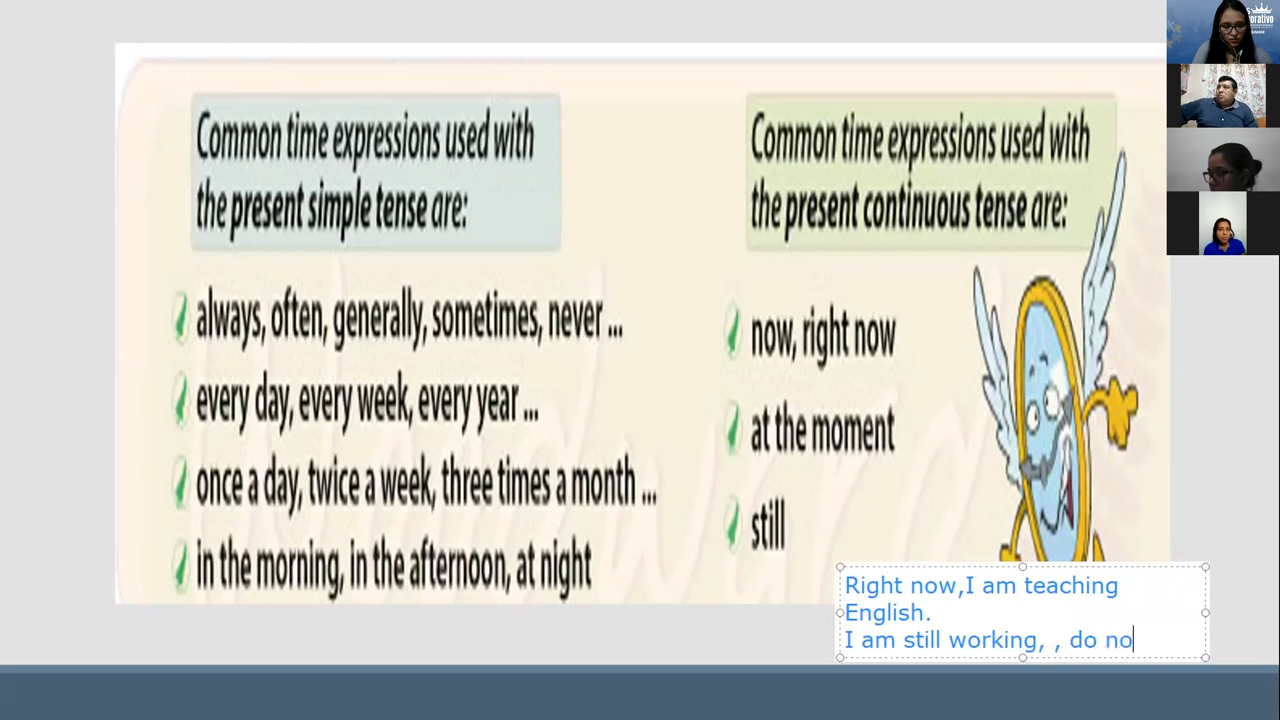 Common time expressions used with
the present simple tense are:
always, often, generally, sometimes, never ...
every day, every week, every year ...
once a day, twice a week, three times a month ...
in the morning, in the afternoon, at night
Common time expressions used with
the present continuous tense are:
now, right now
at the moment
still
Right now,I am teaching
English.
I am still working, , do no